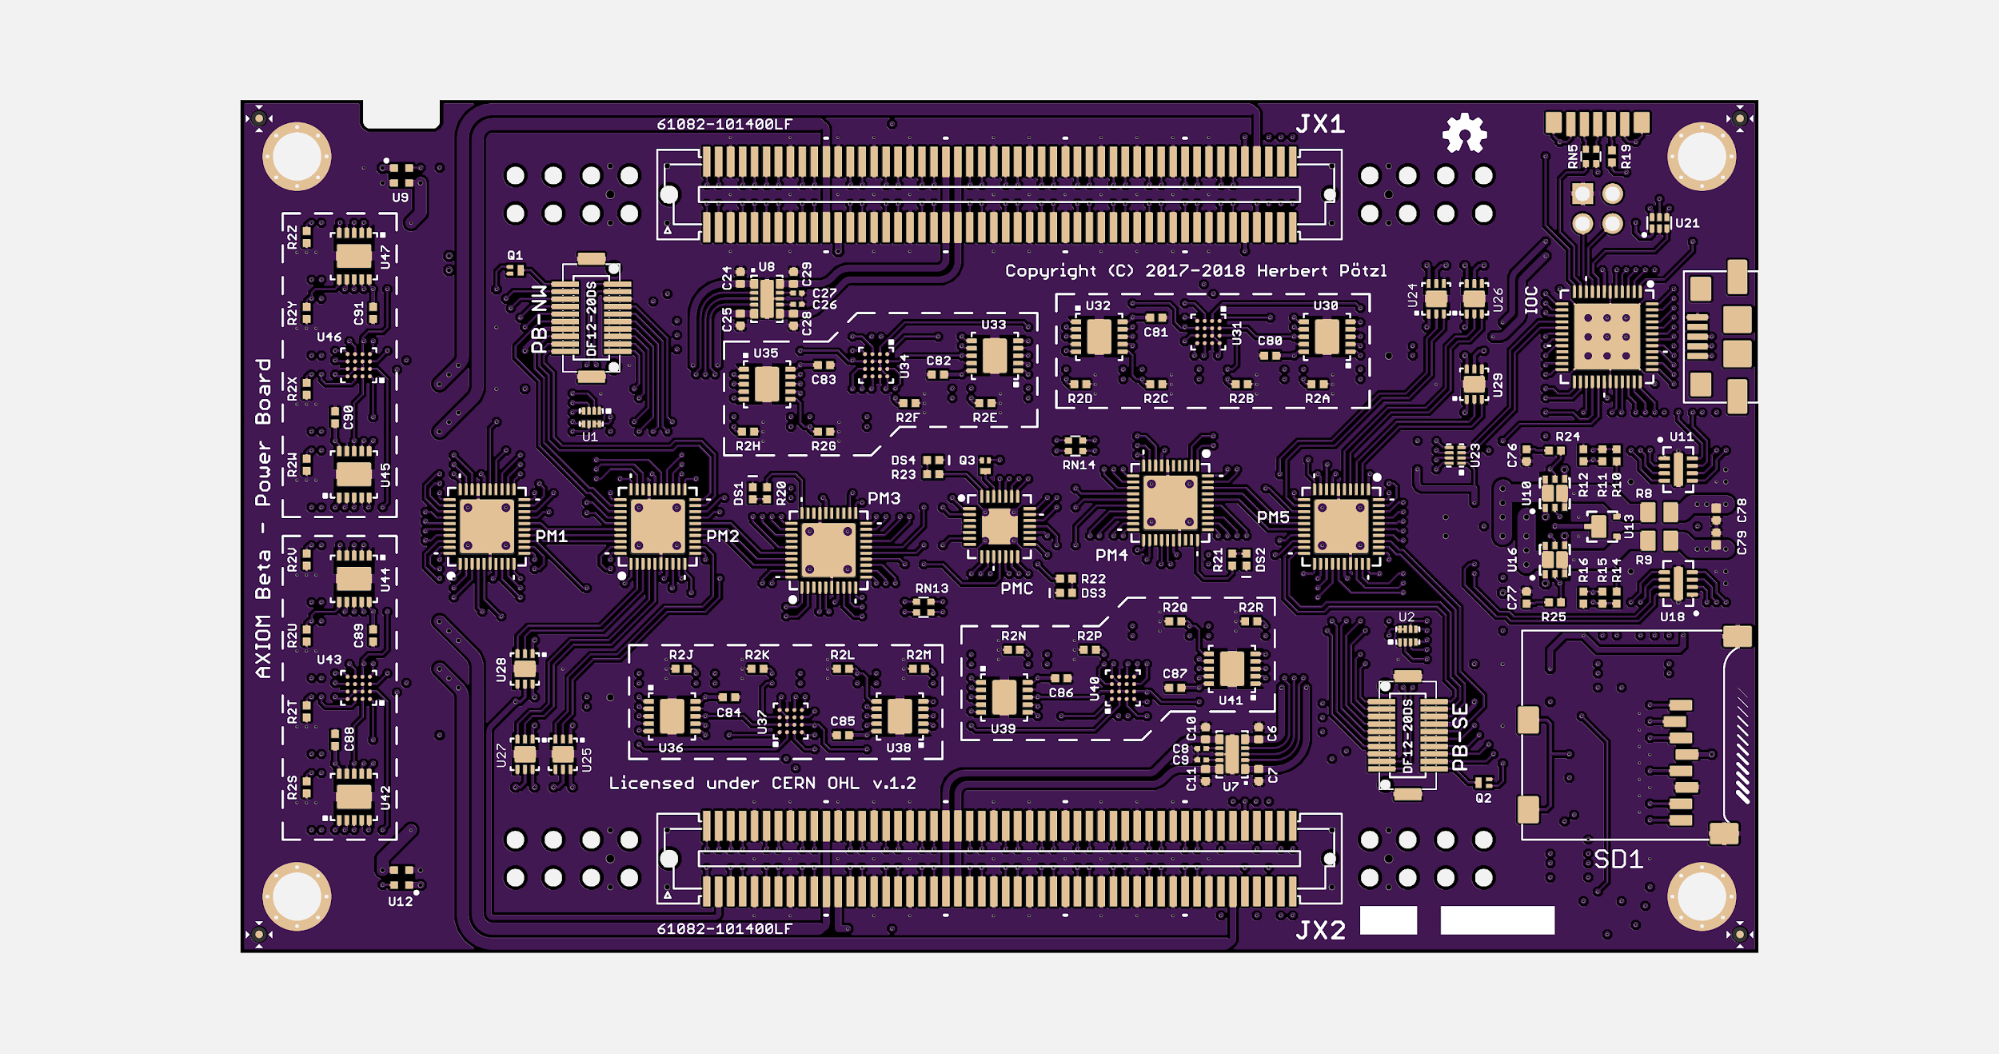 61082-101400LF
JX1
RN5
R19
U9
U21
R2Z
U47
Q1
C24
U8
C29
Copyright (C) 2017-2018 Herbert Pötzl
C27
C26
C25
C28
U24
U26
IOC
R2Y
C91
PB-NW
DF12-20DS
U32
C81
U31
C80
U30
U46
U35
C83
U34
C82
U33
R2X
R2D
R2C
R2B
R2A
U29
C90
U1
R2F
R2E
R2H
R2G
AXIOM Beta - Power Board
R2W
U45
DS4
R23
Q3
RN14
U23
C76
R24
U11
R12
R11
R10
DS1
R20
PM3
U10
R8
C78
PM1
PM2
PM4
PM5
U13
C79
R2V
U44
R21
DS2
U16
R9
R22
DS3
PMC
RN13
R16
R15
R14
C77
R25
U18
R2U
C89
R2Q
R2R
U2
U43
U28
R2J
R2K
R2L
R2M
R2N
R2P
C86
U40
C87
U41
R2T
C84
U37
C85
U39
C88
U36
U38
C10
C6
PB-SE
DF12-20DS
U27
U25
C8
C9
C11
U7
C7
R2S
U42
Licensed under CERN OHL v.1.2
Q2
SD1
U12
61082-101400LF
JX2